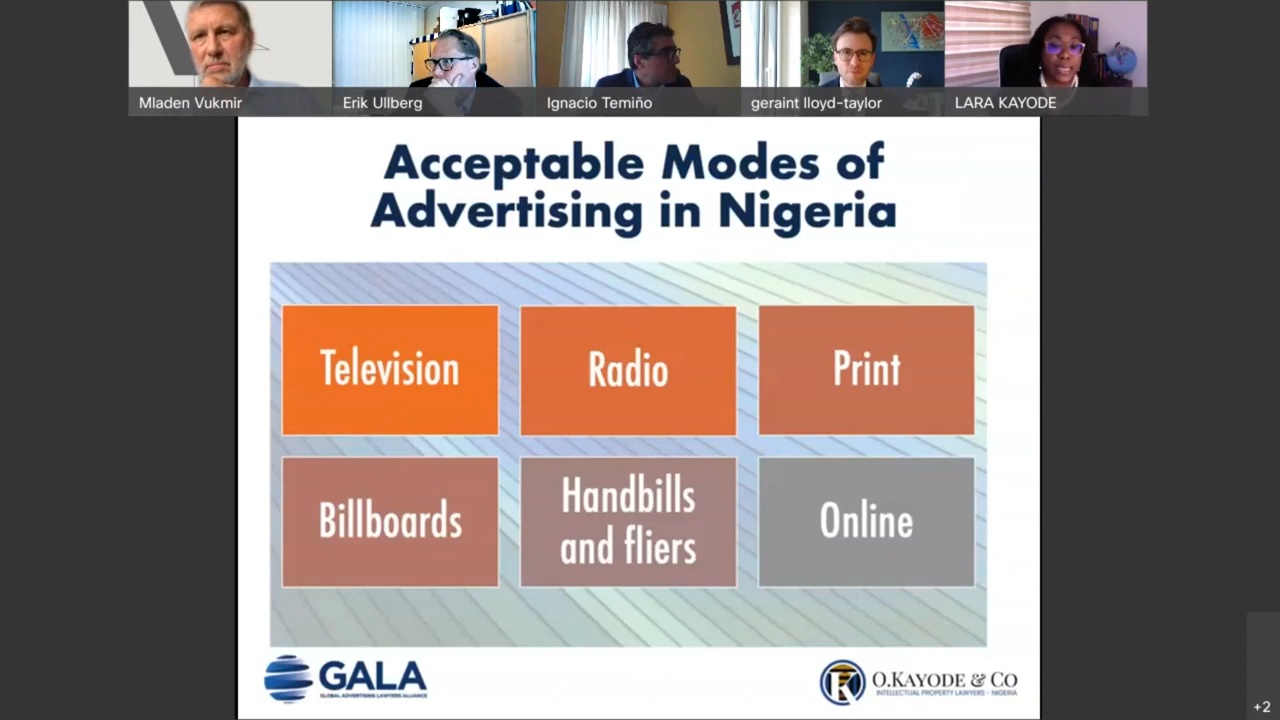 Mladen Vukmir
Erik Ullberg
Ignacio Temiño
geraint lloyd-taylor
LARA KAYODE
Acceptable Modes of
Advertising in Nigeria
Television
Radio
Print
Billboards
Handbills
and fliers
Online
GALA
GLOBAL ADVERTISING LAWYERS ALLIANCE
O.KAYODE & CO
INTELLECTUAL PROPERTY LAWYERS - NIGERIA
+2